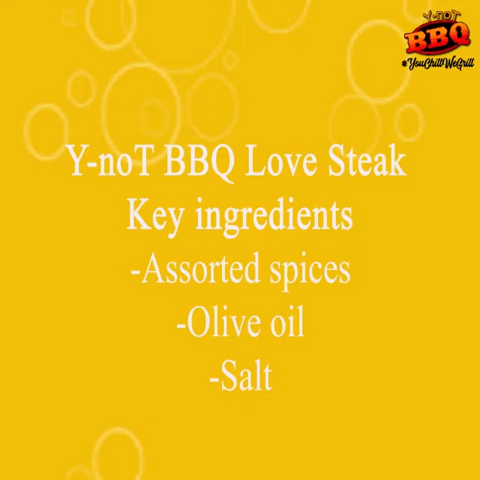 Y-noT
BBQ
#YouChillWeGrill
Y-noT BBQ Love Steak
Key ingredients
-Assorted spices
-Olive oil
-Salt